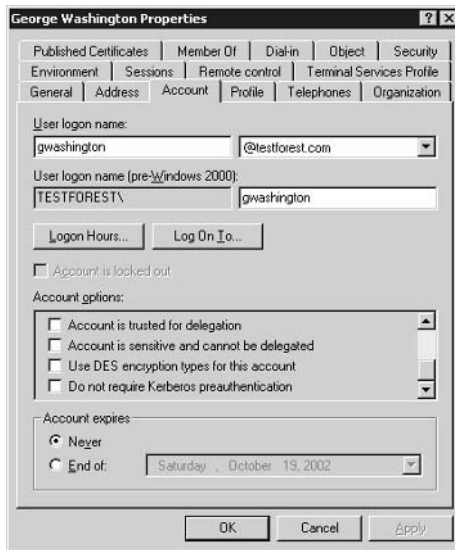 George Washington Properties
Published Certificates Member Of Dial-in Object Security
Environment Sessions Remote control Terminal Services Profile
General Address Account Profile Telephones Organization
User logon name:
gwashington @testforest.com
User logon name (pre-Windows 2000):
TESTFOREST\ gwashington
Logon Hours... Log On To...
Account is locked out
Account options:
Account is trusted for delegation
Account is sensitive and cannot be delegated
Use DES encryption types for this account
Do not require Kerberos preauthentication
Account expires
Never
End of: Saturday , October 19, 2002
OK Cancel Apply